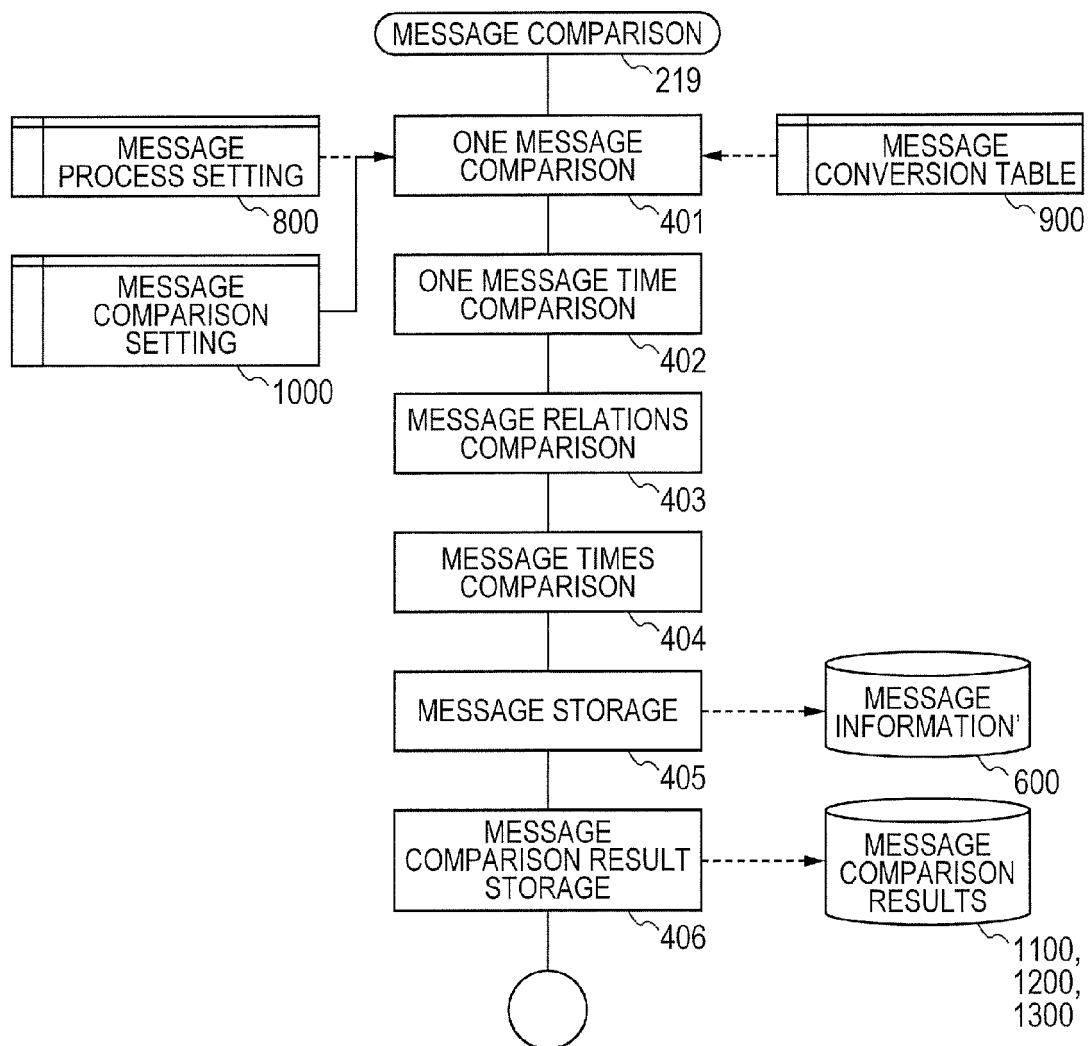 MESSAGE COMPARISON
219
MESSAGE
PROCESS SETTING
800
ONE MESSAGE
COMPARISON
401
MESSAGE
CONVERSION TABLE
900
MESSAGE
COMPARISON
SETTING
1000
ONE MESSAGE TIME
COMPARISON
402
MESSAGE RELATIONS
COMPARISON
403
MESSAGE TIMES
COMPARISON
404
MESSAGE STORAGE
405
MESSAGE
INFORMATION'
600
MESSAGE
COMPARISON RESULT
STORAGE
406
MESSAGE
COMPARISON
RESULTS
1100,
1200,
1300